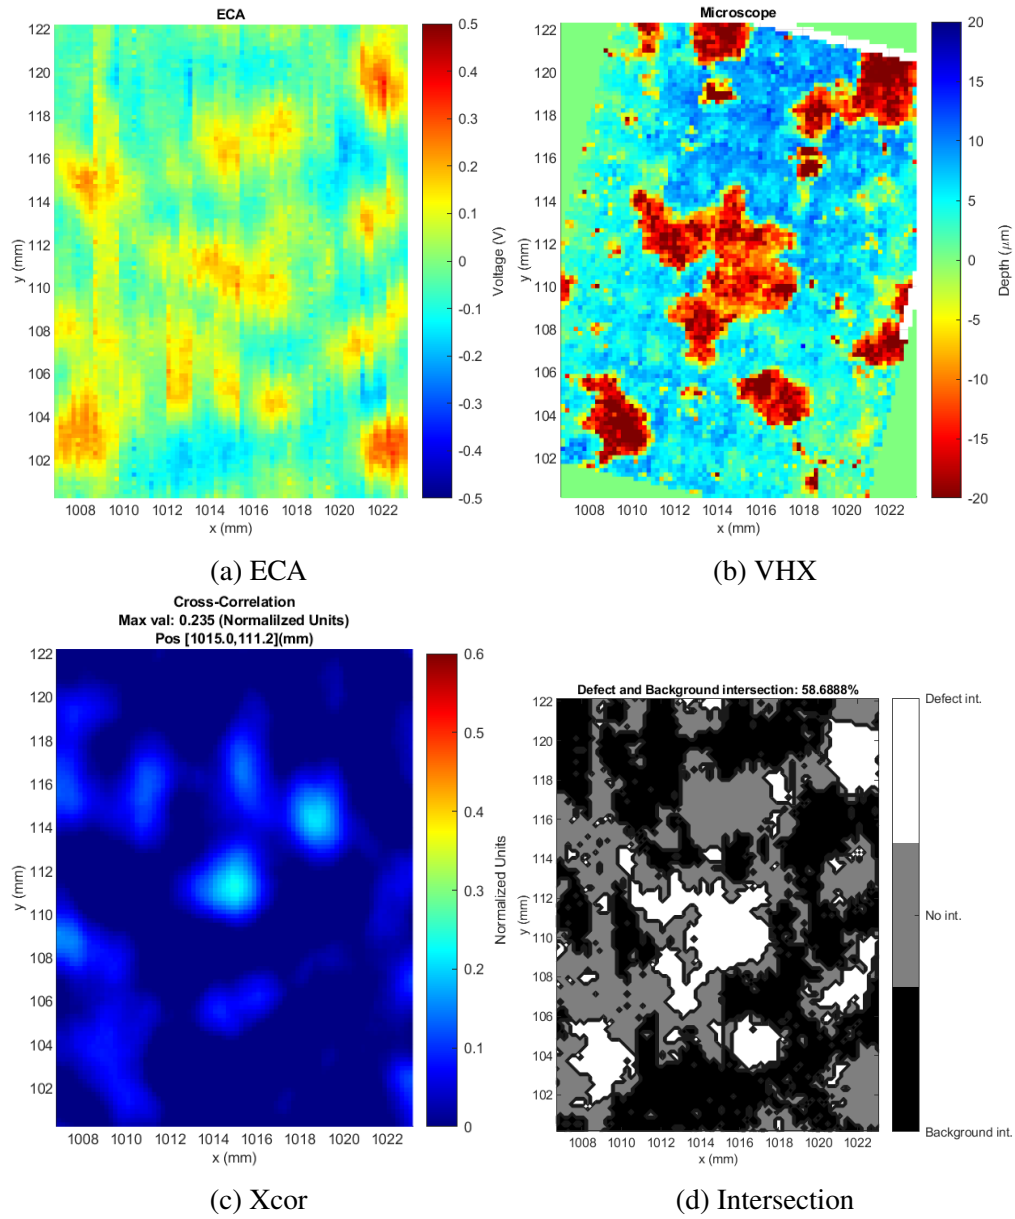 ECA
122
120
118
116
114
112
110
108
106
104
102
y (mm)
1008 1010 1012 1014 1016 1018 1020 1022
x (mm)
0.5
0.4
0.3
0.2
0.1
0
-0.1
-0.2
-0.3
-0.4
-0.5
Voltage (V)
(a) ECA
Microscope
122
120
118
116
114
112
110
108
106
104
102
y (mm)
1008 1010 1012 1014 1016 1018 1020 1022
x (mm)
20
15
10
5
0
-5
-10
-15
-20
Depth (μm)
(b) VHX
Cross-Correlation
Max val: 0.235 (Normalilzed Units)
Pos [1015.0,111.2](mm)
122
120
118
116
114
112
110
108
106
104
102
y (mm)
1008 1010 1012 1014 1016 1018 1020 1022
x (mm)
0.6
0.5
0.4
0.3
0.2
0.1
0
Normalized Units
(c) Xcor
Defect and Background intersection: 58.6888%
122
120
118
116
114
112
110
108
106
104
102
y (mm)
1008 1010 1012 1014 1016 1018 1020 1022
x (mm)
Defect int.
No int.
Background int.
(d) Intersection